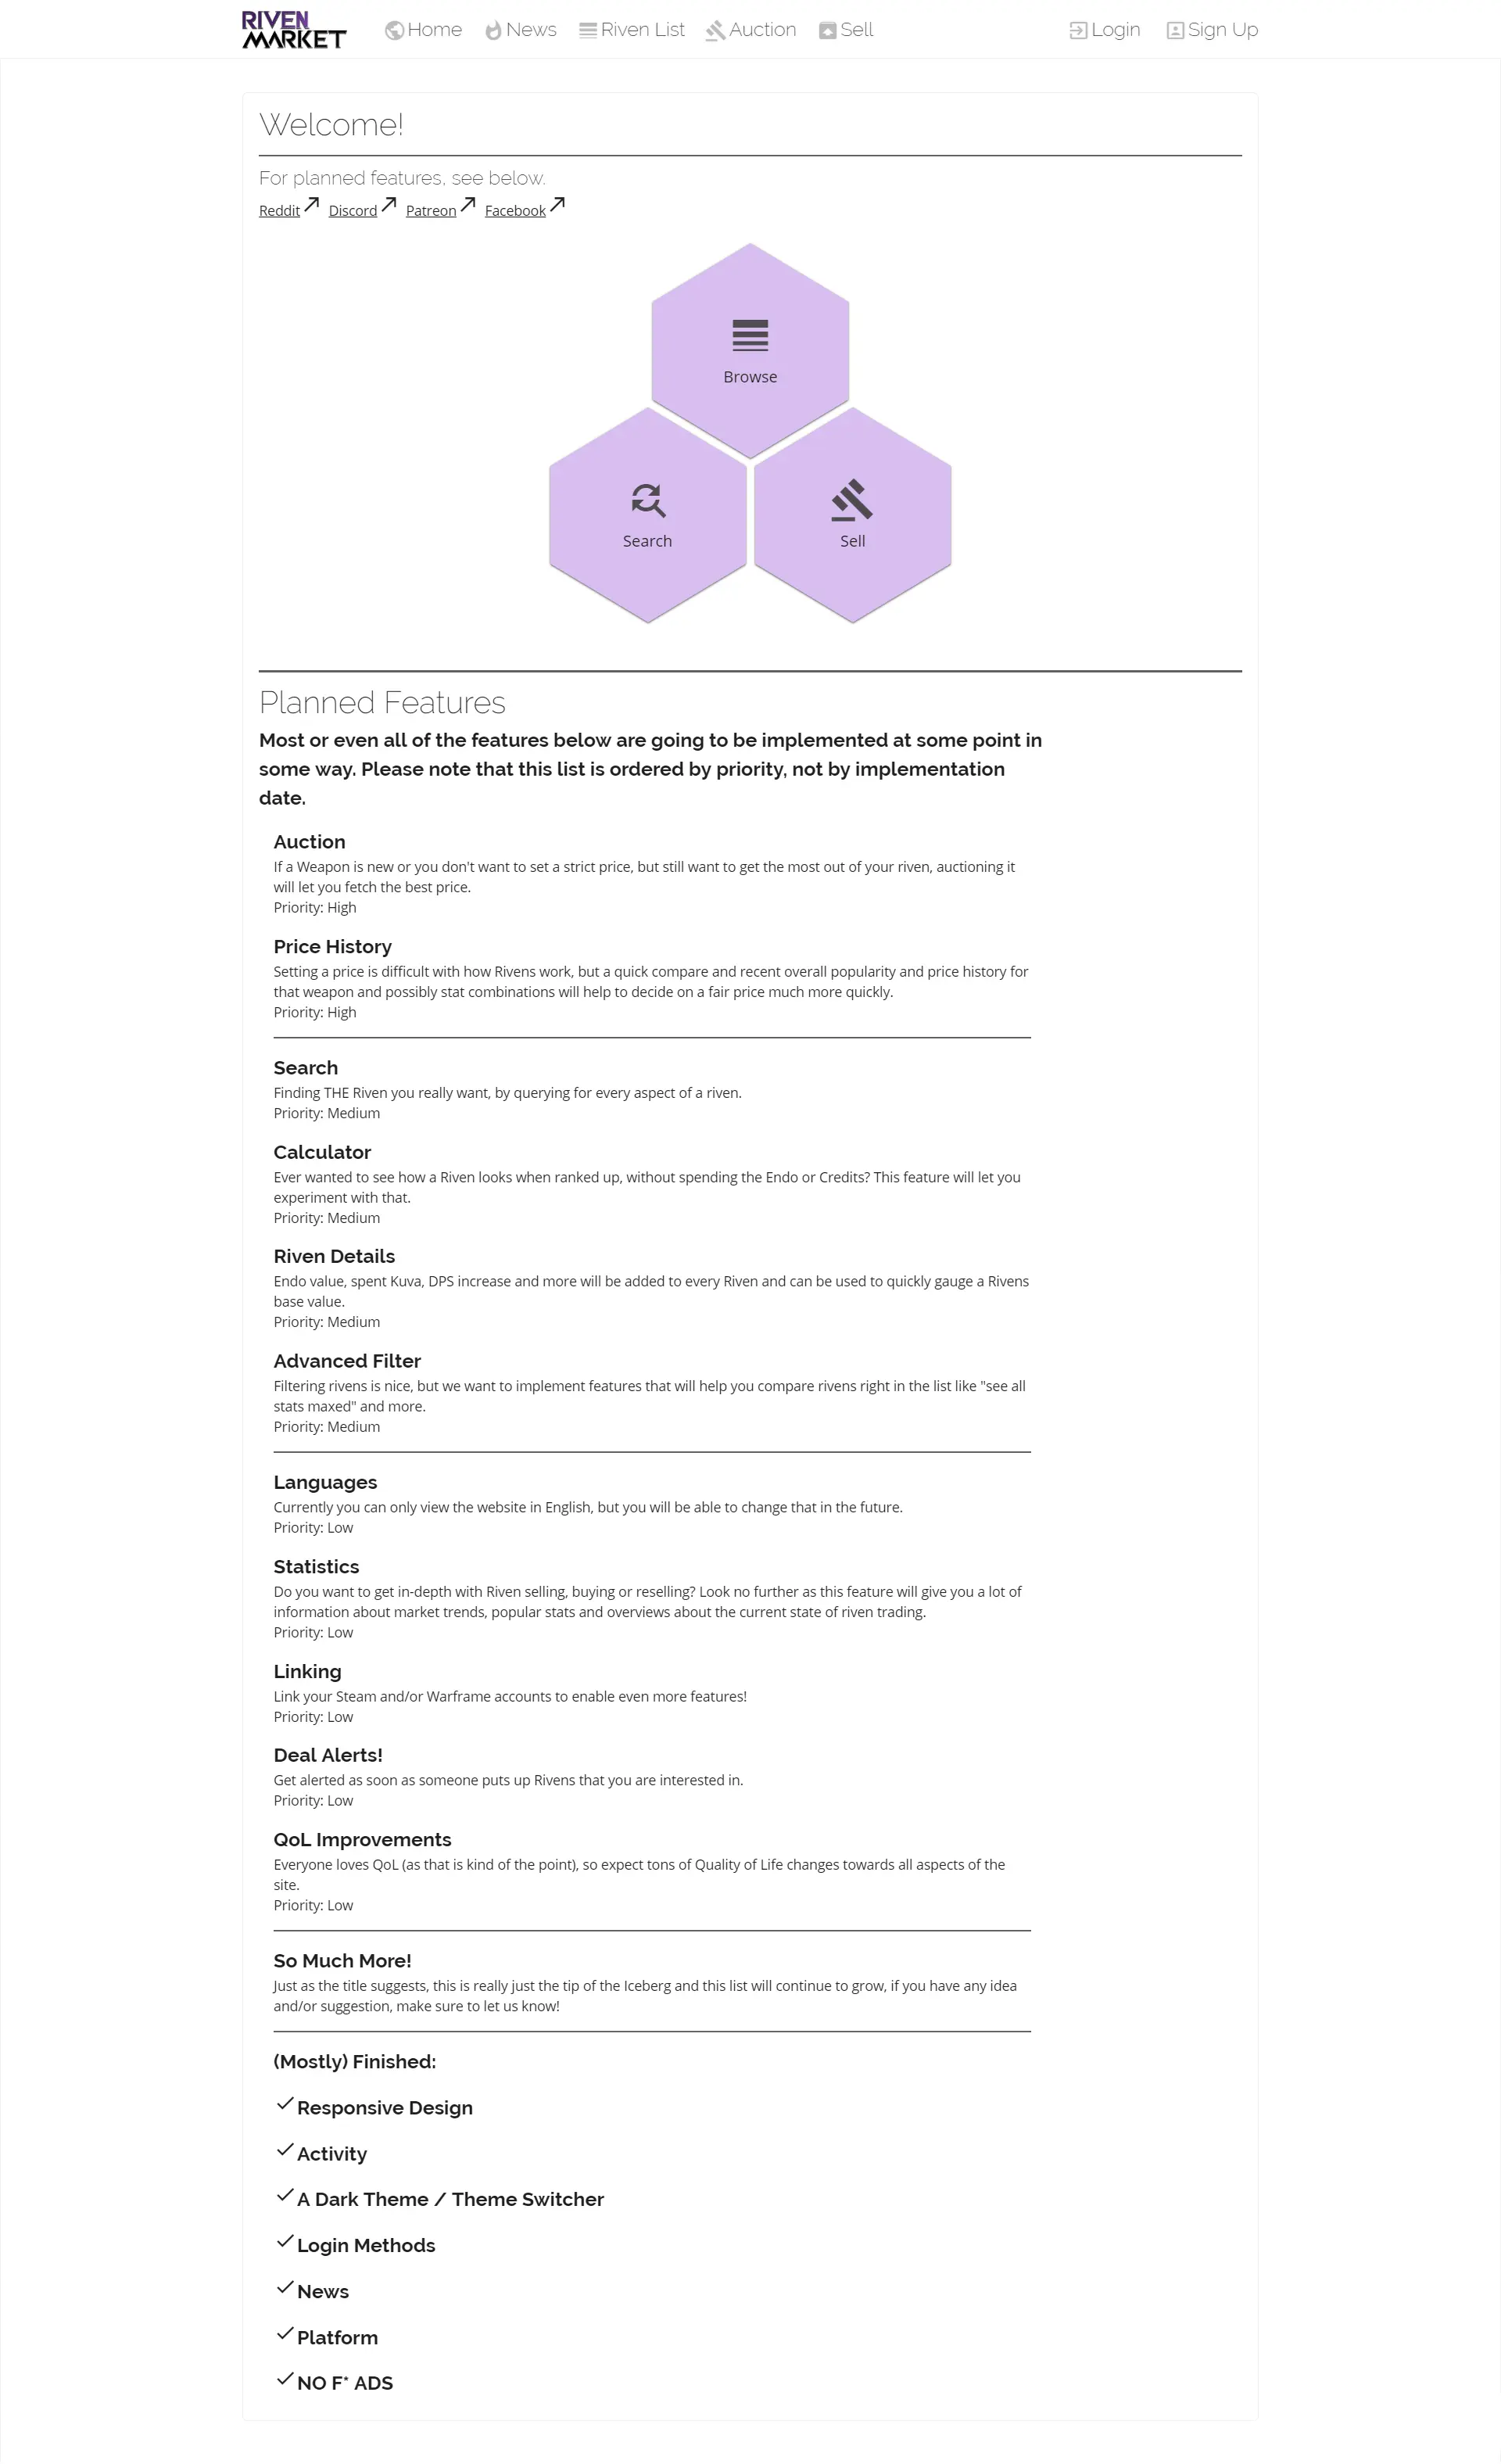 RIVEN
MARKET
Home News Riven List Auction Sell Login Sign Up
Welcome!
For planned features, see below.
Reddit Discord Patreon Facebook
Browse
Search Sell
Planned Features
Most or even all of the features below are going to be implemented at some point in
some way. Please note that this list is ordered by priority, not by implementation
date.
Auction
If a Weapon is new or you don't want to set a strict price, but still want to get the most out of your riven, auctioning it
will let you fetch the best price.
Priority: High
Price History
Setting a price is difficult with how Rivens work, but a quick compare and recent overall popularity and price history for
that weapon and possibly stat combinations will help to decide on a fair price much more quickly.
Priority: High
Search
Finding THE Riven you really want, by querying for every aspect of a riven.
Priority: Medium
Calculator
Ever wanted to see how a Riven looks when ranked up, without spending the Endo or Credits? This feature will let you
experiment with that.
Priority: Medium
Riven Details
Endo value, spent Kuva, DPS increase and more will be added to every Riven and can be used to quickly gauge a Rivens
base value.
Priority: Medium
Advanced Filter
Filtering rivens is nice, but we want to implement features that will help you compare rivens right in the list like "see all
stats maxed" and more.
Priority: Medium
Languages
Currently you can only view the website in English, but you will be able to change that in the future.
Priority: Low
Statistics
Do you want to get in-depth with Riven selling, buying or reselling? Look no further as this feature will give you a lot of
information about market trends, popular stats and overviews about the current state of riven trading.
Priority: Low
Linking
Link your Steam and/or Warframe accounts to enable even more features!
Priority: Low
Deal Alerts!
Get alerted as soon as someone puts up Rivens that you are interested in.
Priority: Low
QoL Improvements
Everyone loves QoL (as that is kind of the point), so expect tons of Quality of Life changes towards all aspects of the
site.
Priority: Low
So Much More!
Just as the title suggests, this is really just the tip of the Iceberg and this list will continue to grow, if you have any idea
and/or suggestion, make sure to let us know!
(Mostly) Finished:
Responsive Design
Activity
A Dark Theme / Theme Switcher
Login Methods
News
Platform
NO F* ADS